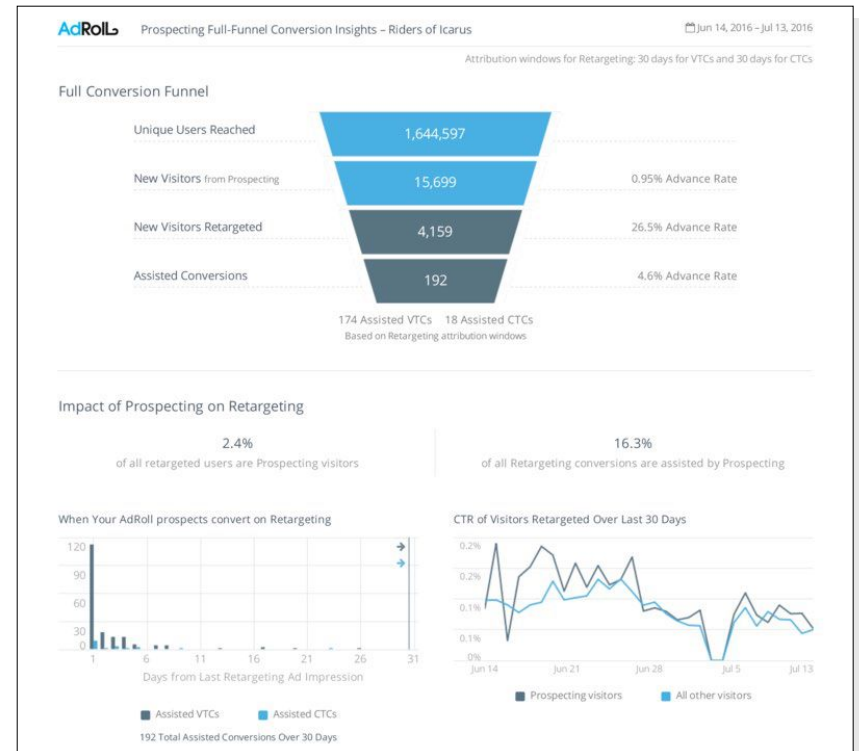 AdRoll Prospecting Full-Funnel Conversion Insights – Riders of Icarus Jun 14, 2016 – Jul 13, 2016
Attribution windows for Retargeting: 30 days for VTCs and 30 days for CTCs
Full Conversion Funnel
Unique Users Reached 1,644,597
New Visitors from Prospecting 15,699 0.95% Advance Rate
New Visitors Retargeted 4,159 26.5% Advance Rate
Assisted Conversions 192 4.6% Advance Rate
174 Assisted VTCs 18 Assisted CTCs
Based on Retargeting attribution windows
Impact of Prospecting on Retargeting
2.4%
of all retargeted users are Prospecting visitors
16.3%
of all Retargeting conversions are assisted by Prospecting
When Your AdRoll prospects convert on Retargeting
120
90
60
30
0
1 6 11 16 21 26 31
Days from Last Retargeting Ad Impression
Assisted VTCs Assisted CTCs
192 Total Assisted Conversions Over 30 Days
CTR of Visitors Retargeted Over Last 30 Days
0.2%
0.2%
0.1%
0.1%
0%
Jun 14 Jun 21 Jun 28 Jul 5 Jul 13
Prospecting visitors All other visitors